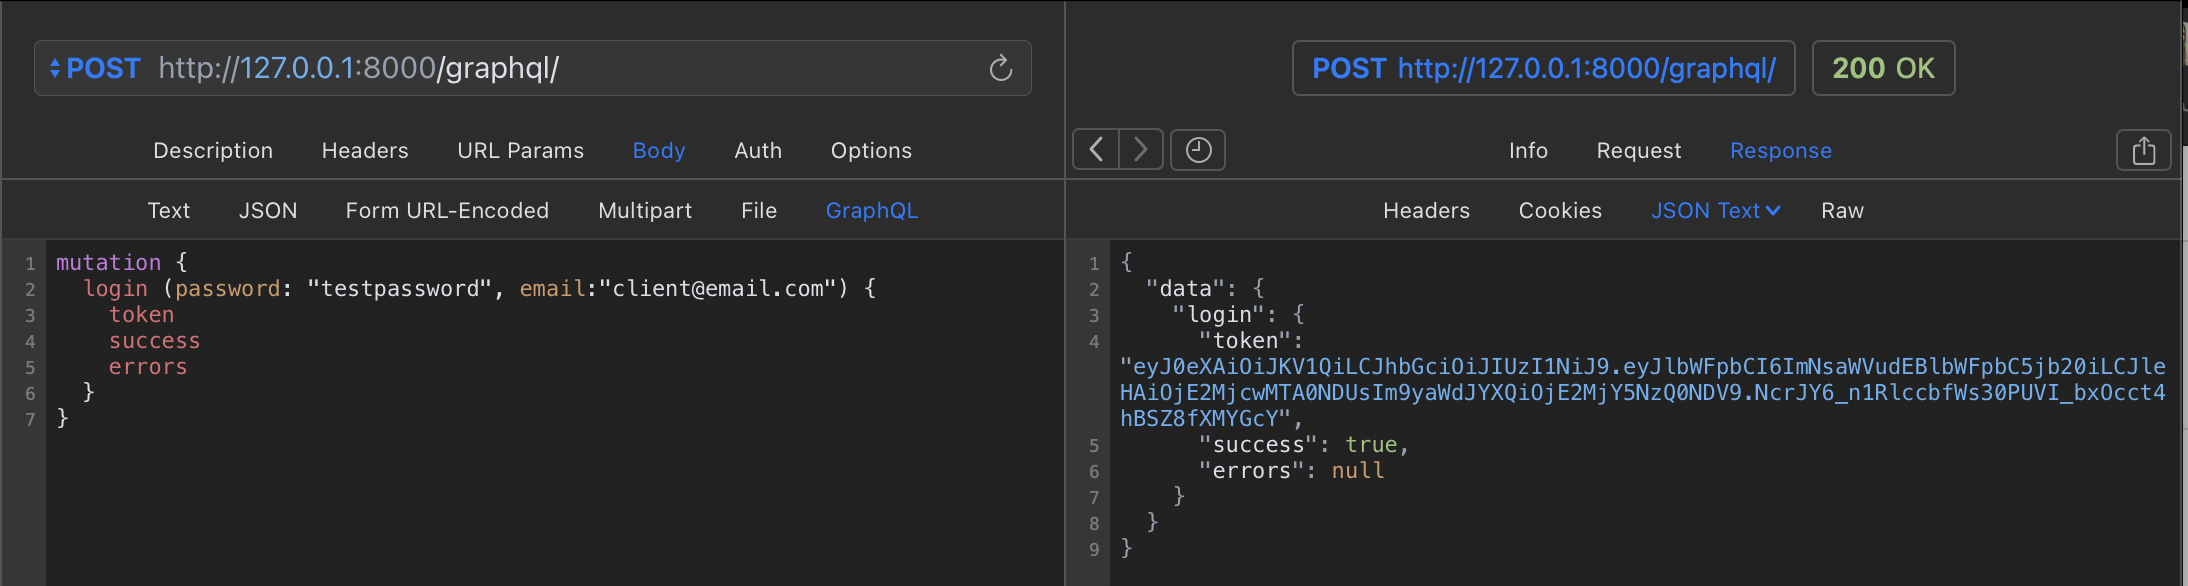 POST http://127.0.0.1:8000/graphql/
Description Headers URL Params Body Auth Options
Text JSON Form URL-Encoded Multipart File GraphQL
1 mutation {
2 login (password: "testpassword", email:"client@email.com") {
3 token
4 success
5 errors
6 }
7 }
POST http://127.0.0.1:8000/graphql/ 200 OK
Info Request Response
Headers Cookies JSON Text Raw
1 {
2 "data": {
3 "login": {
4 "token":
"eyJ0eXAiOiJKV1QiLCJhbGciOiJIUzI1NiJ9.eyJlbWFpbCI6ImNsaWVudEBlbWFpbC5jb20iLCJle
HAiOjE2MjcwMTA0NDUsIm9yaWdJYXQiOjE2MjY5NzQ0NDV9.NcrJY6_n1RlccbfWs30PUVI_bxOcct4
hBSZ8fXMYGcY",
5 "success": true,
6 "errors": null
7 }
8 }
9 }